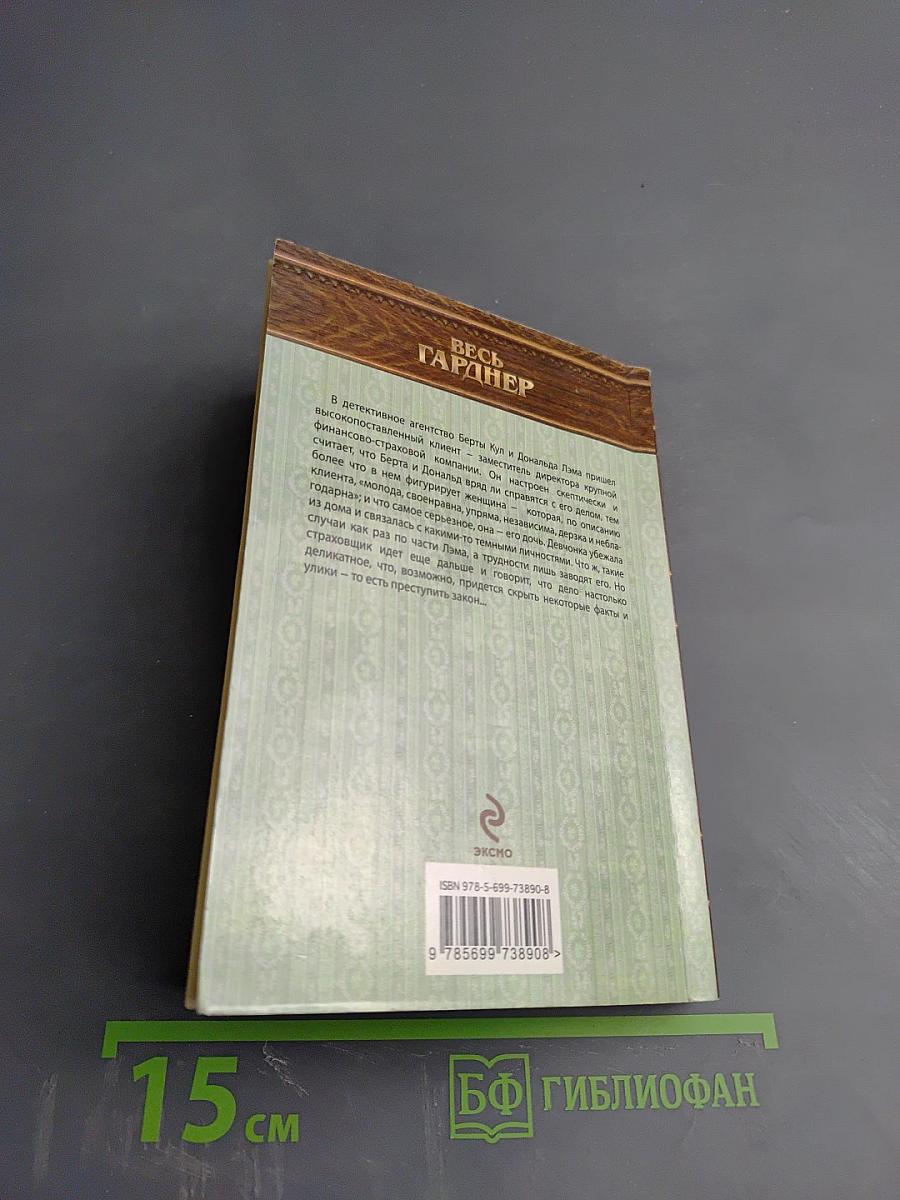 ВЕСЬ
ГАРДНЕР
В детективное агентство Берты Кул и Дональда Лэма пришел
высокопоставленный клиент – заместитель директора крупной
финансово-страховой компании. Он настроен скептически и
считает, что Берта и Дональд вряд ли справятся с его делом, тем
более что в нем фигурирует женщина – которая, по описанию
клиента, «молода, своенравна, упряма, независима, дерзка и небла-
годарна»; и что самое серьезное, она – его дочь. Девчонка убежала
из дома и связалась с какими-то темными личностями. Что ж, такие
случаи как раз по части Лэма, а трудности лишь заводят его. Но
страховщик идет еще дальше и говорит, что дело настолько
деликатное, что, возможно, придется скрыть некоторые факты и
улики – то есть преступить закон...
ЭКСМО
ISBN 978-5-699-73890-8
9 785699 738908 >
15 см
БФ ГИБЛИОФАН